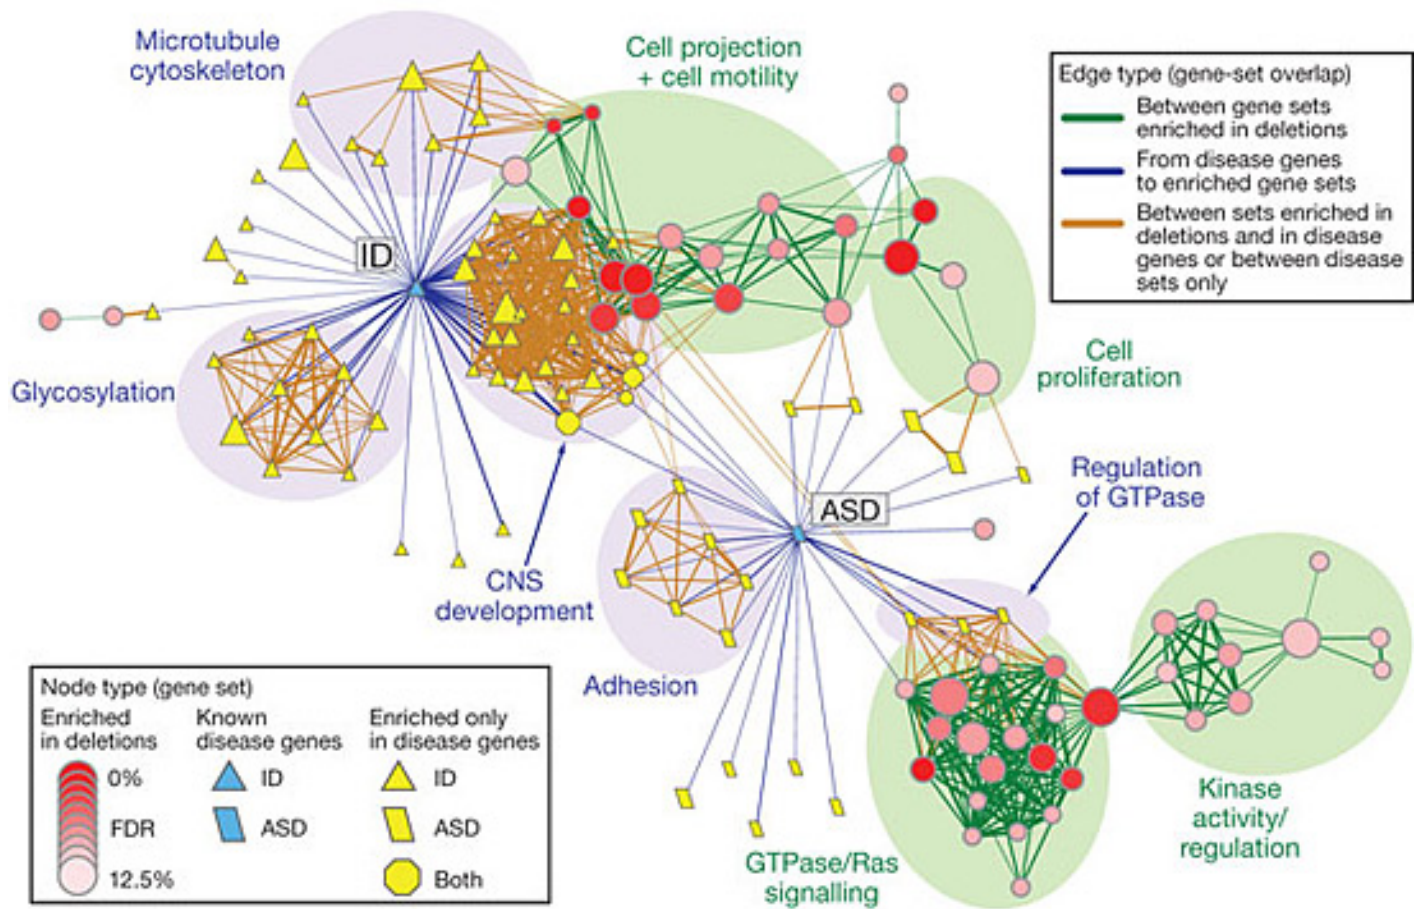 Microtubule
cytoskeleton
Cell projection
+ cell motility
Edge type (gene-set overlap)
Between gene sets
enriched in deletions
From disease genes
to enriched gene sets
Between sets enriched in
deletions and in disease
genes or between disease
sets only
ID
Glycosylation
Cell
proliferation
Regulation
of GTPase
ASD
CNS
development
Adhesion
Node type (gene set)
Enriched
in deletions
0%
FDR
12.5%
Known
disease genes
ID
ASD
Enriched only
in disease genes
ID
ASD
Both
GTPase/Ras
signalling
Kinase
activity/
regulation